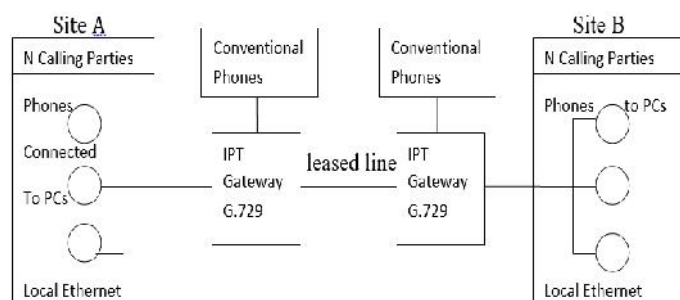 Site A
N Calling Parties
Phones
Connected
To PCs
Local Ethernet
Conventional
Phones
IPT
Gateway
G.729
leased line
Conventional
Phones
IPT
Gateway
G.729
Site B
N Calling Parties
Phones to PCs
Local Ethernet